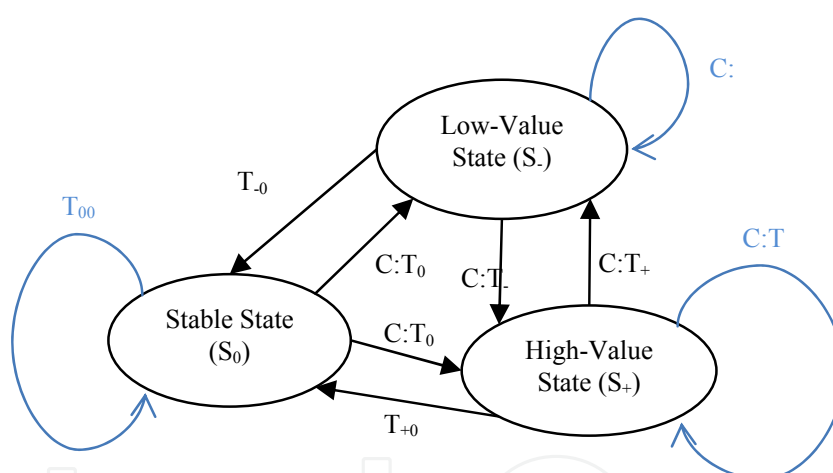 C:
Low-Value
State (S-)
T-0
T00
C:T0
C:T-
C:T+
C:T
Stable State
(S0)
C:T0
High-Value
State (S+)
T+0